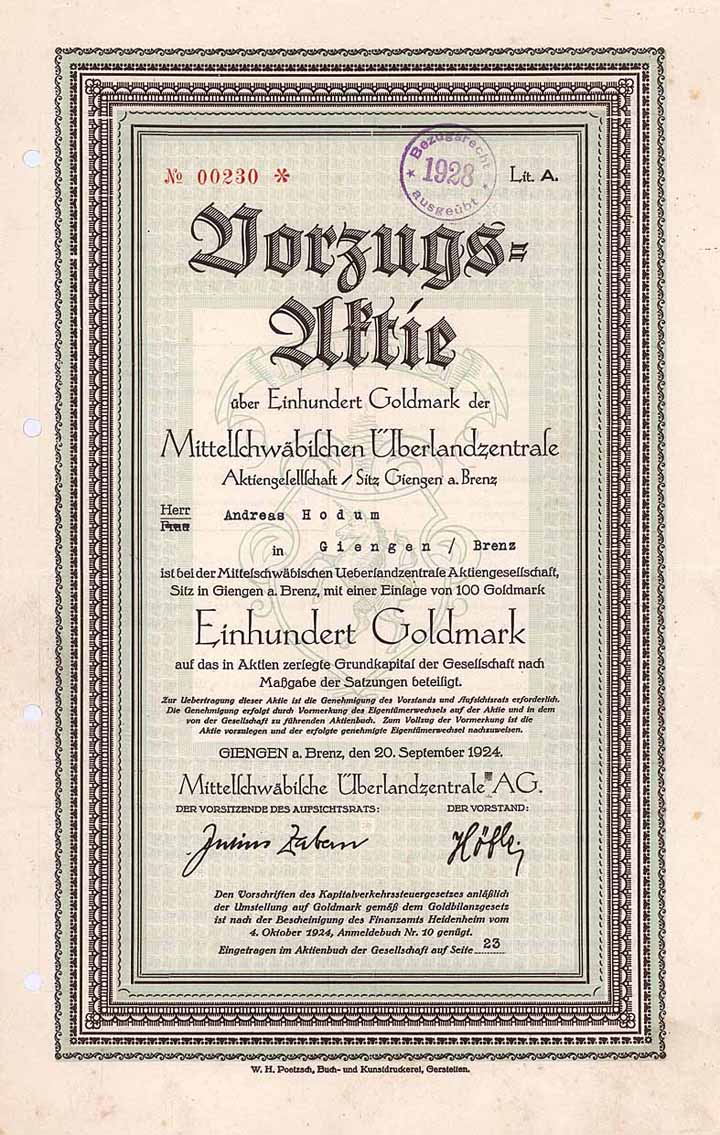 Bezugsrecht
1928
ausgeübt
№ 00230 *
Lit. A.
Vorzugs=
Aktie
über Einhundert Goldmark der
Mittelschwäbischen Überlandzentrale
Aktiengesellschaft / Sitz Giengen a. Brenz
Herr
Frau
Andreas Hodum
in Giengen / Brenz
ist bei der Mittelschwäbischen Ueberlandzentrale Aktiengesellschaft,
Sitz in Giengen a. Brenz, mit einer Einlage von 100 Goldmark
Einhundert Goldmark
auf das in Aktien zerlegte Grundkapital der Gesellschaft nach
Maßgabe der Satzungen beteiligt.
Zur Uebertragung dieser Aktie ist die Genehmigung des Vorstands und Aufsichtsrats erforderlich.
Die Genehmigung erfolgt durch Vormerkung des Eigentümerwechsels auf der Aktie und in dem
von der Gesellschaft zu führenden Aktienbuch. Zum Vollzug der Vormerkung ist die
Aktie vorzulegen und der erfolgte genehmigte Eigentümerwechsel nachzuweisen.
GIENGEN a. Brenz, den 20. September 1924.
Mittelschwäbische Überlandzentrale AG.
DER VORSITZENDE DES AUFSICHTSRATS:
DER VORSTAND:
Den Vorschriften des Kapitalverkehrssteuergesetzes anläßlich
der Umstellung auf Goldmark gemäß dem Goldbilanzgesetz
ist nach der Bescheinigung des Finanzamts Heidenheim vom
4. Oktober 1924, Anmeldebuch Nr. 10 genügt.
Eingetragen im Aktienbuch der Gesellschaft auf Seite 23
W. H. Poetzsch, Buch- und Kunstdruckerei, Gerstetten.